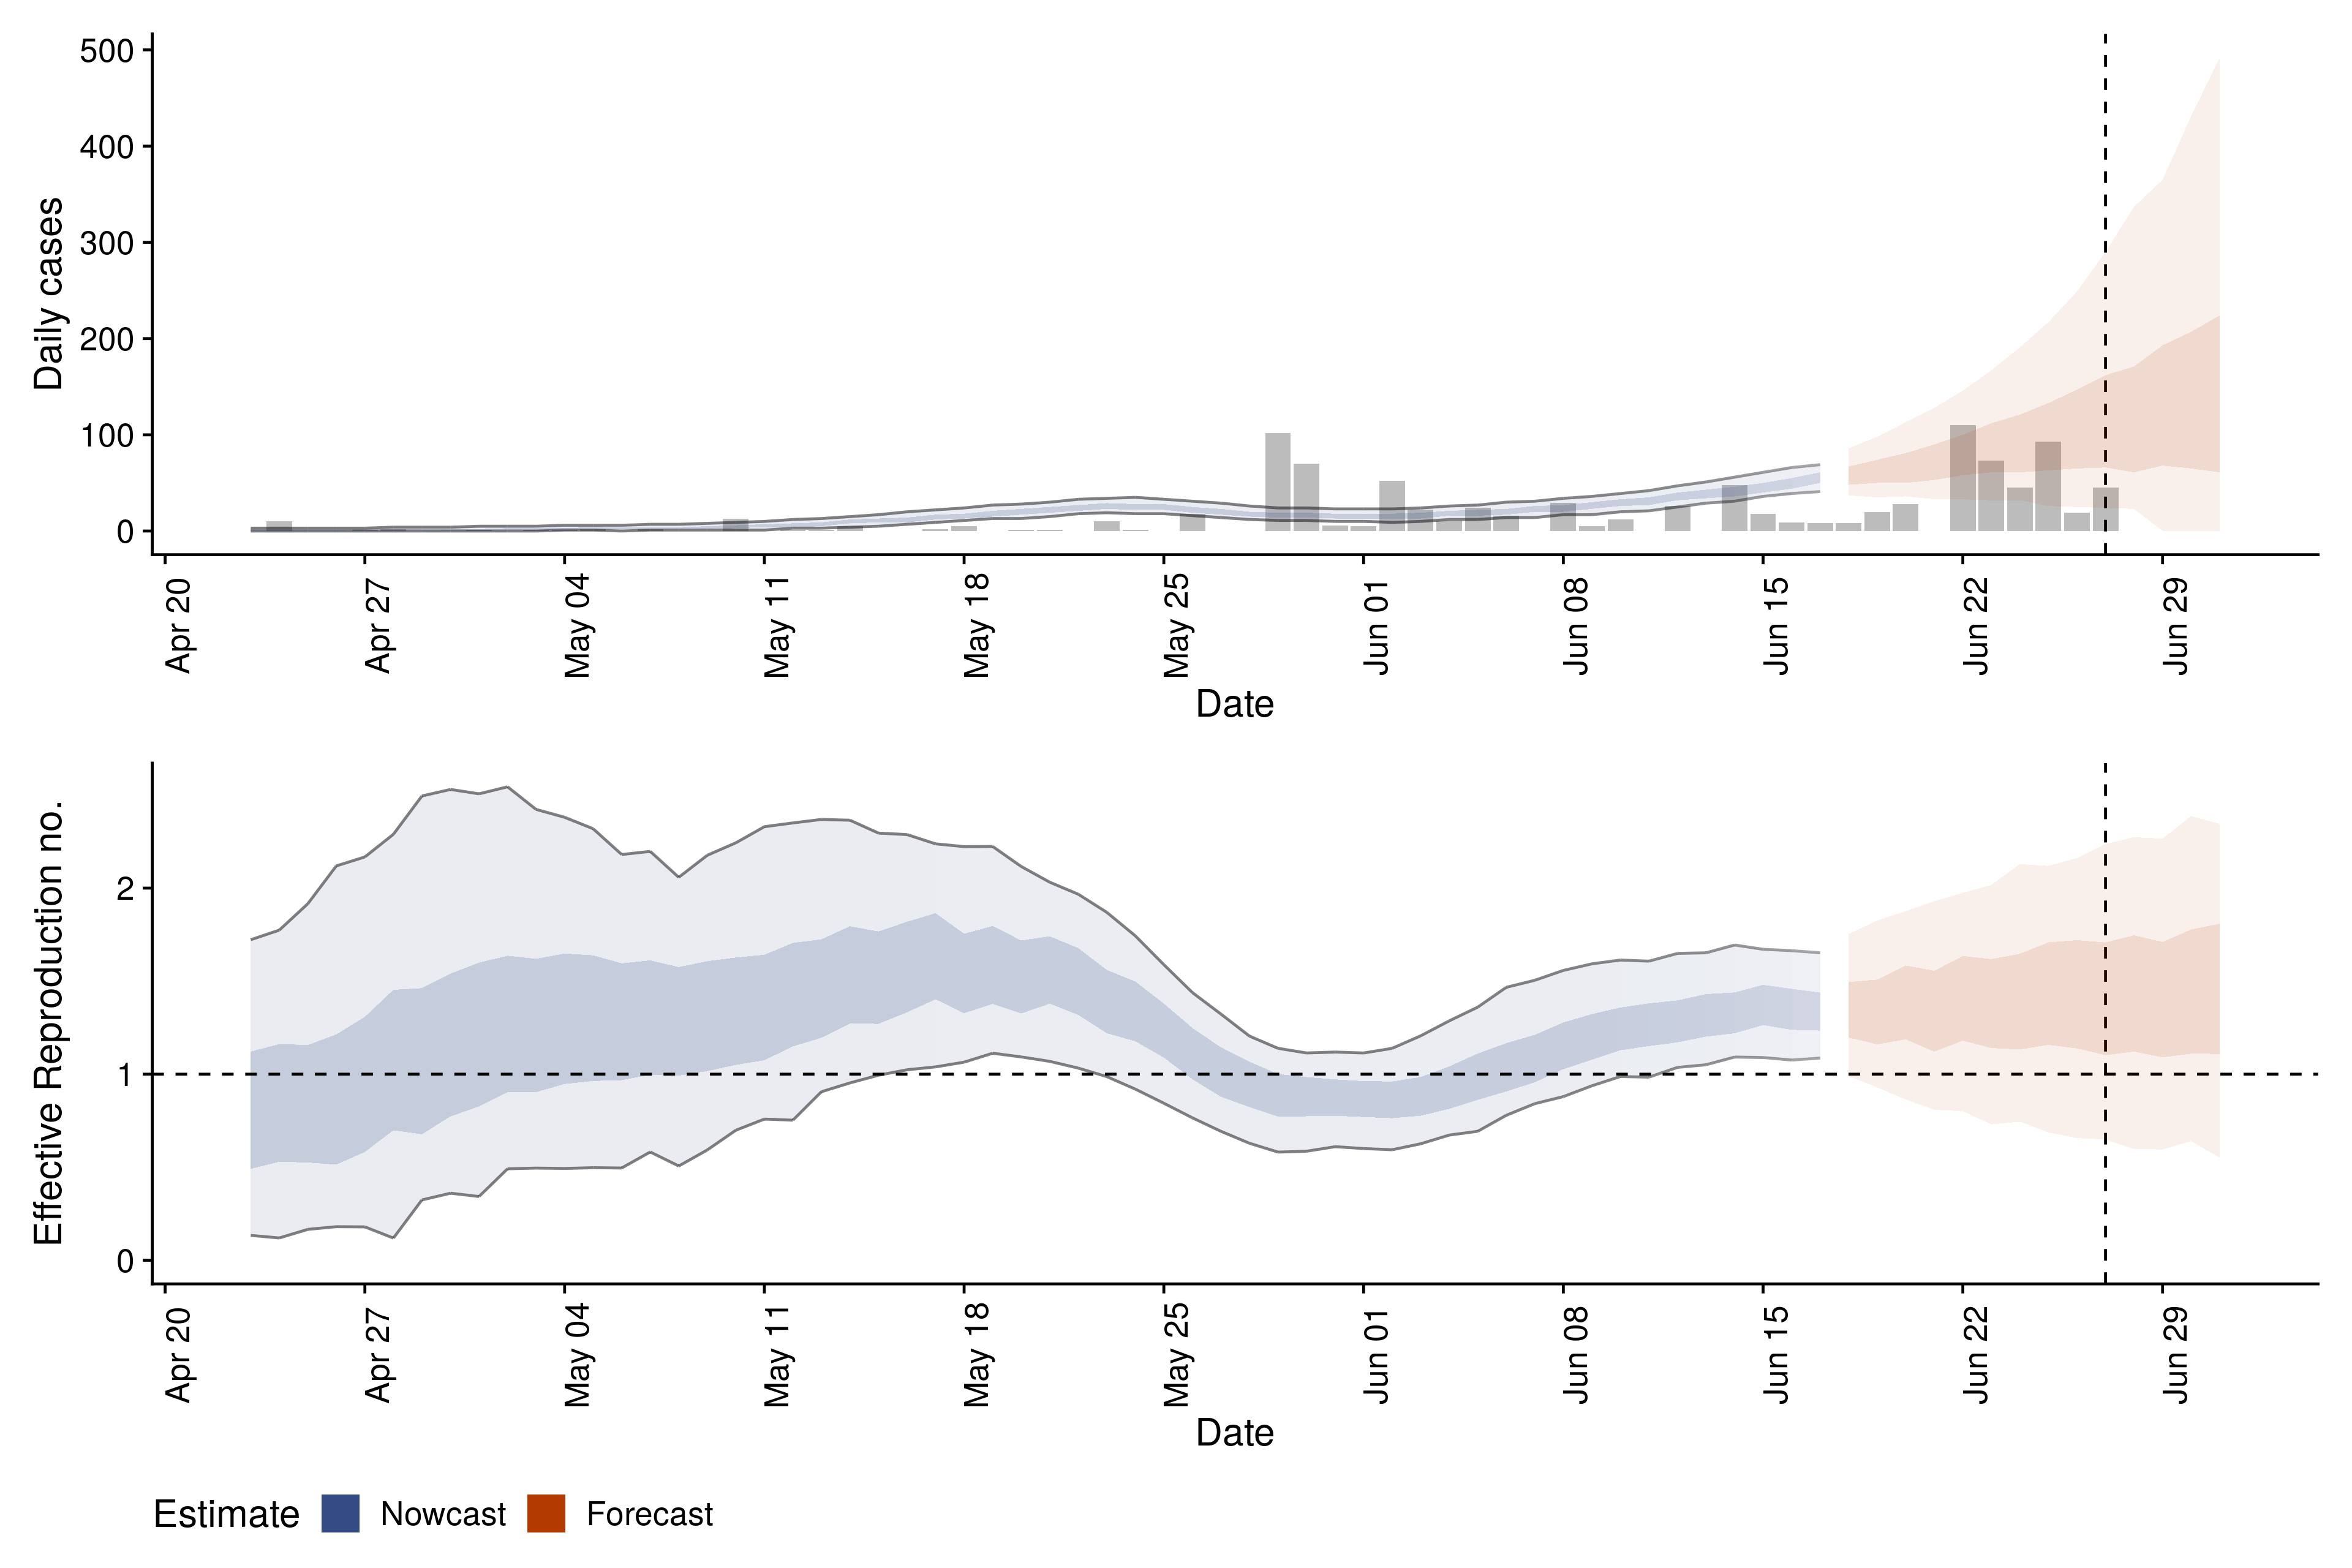 500
400
300
200
100
0
Daily cases
Apr 20
Apr 27
May 04
May 11
May 18
May 25
Jun 01
Jun 08
Jun 15
Jun 22
Jun 29
Date
2
1
0
Effective Reproduction no.
Apr 20
Apr 27
May 04
May 11
May 18
May 25
Jun 01
Jun 08
Jun 15
Jun 22
Jun 29
Date
Estimate Nowcast Forecast